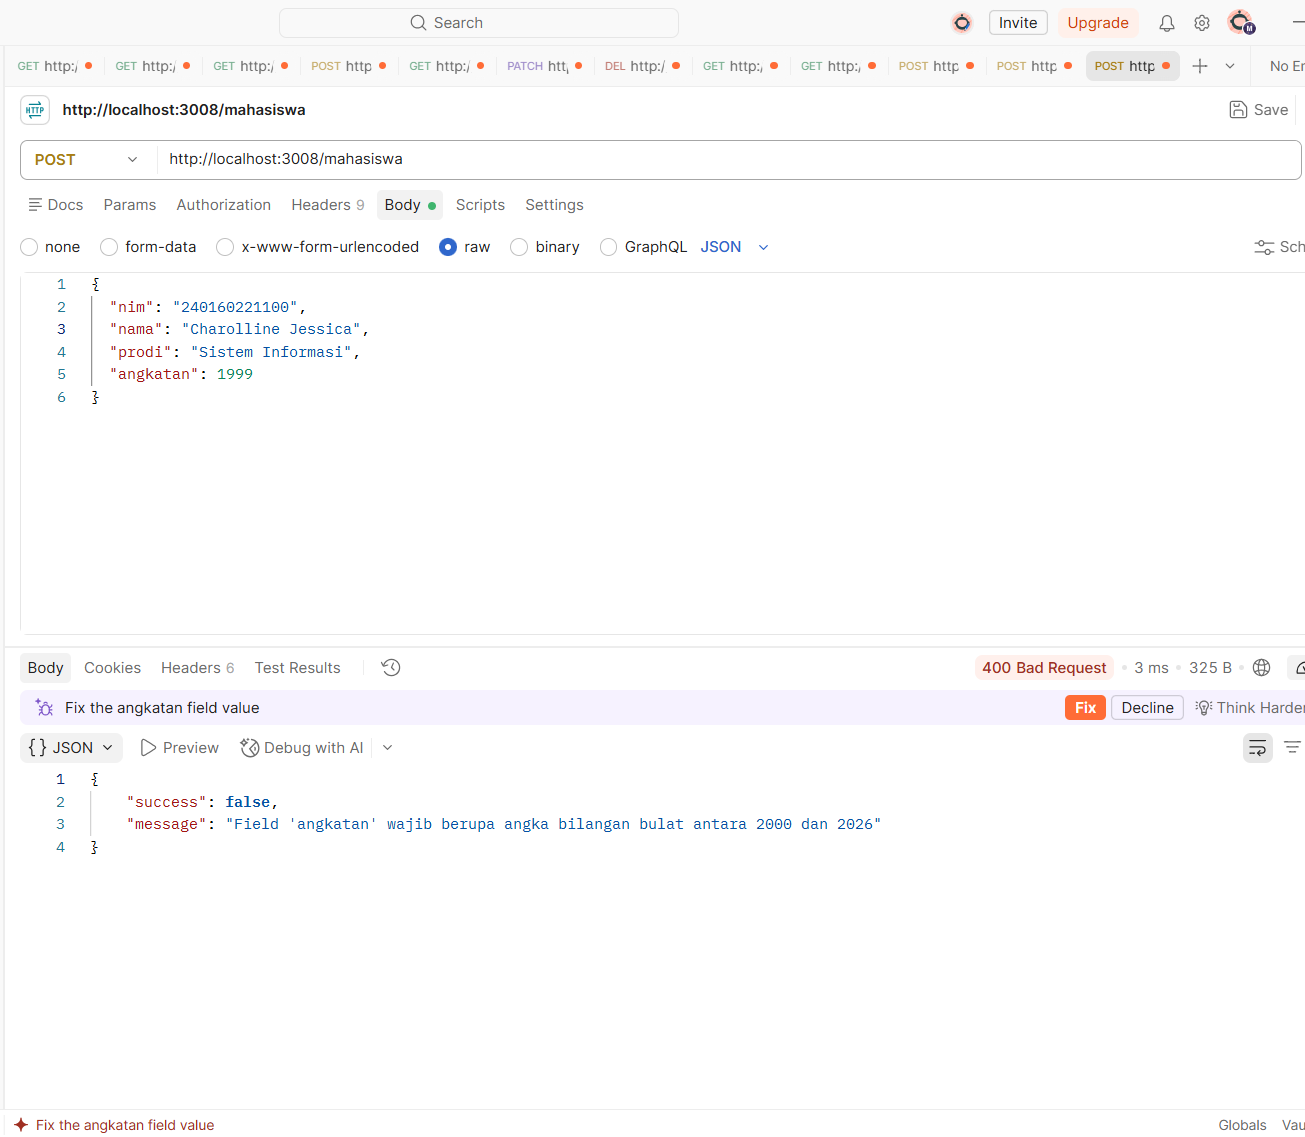 Search
Invite
Upgrade
M
GET http:/
GET http:/
GET http:/
POST http
GET http:/
PATCH htt
DEL http:/
GET http:/
GET http:/
POST http
POST http
POST http
No En
HTTP
http://localhost:3008/mahasiswa
Save
POST
http://localhost:3008/mahasiswa
Docs
Params
Authorization
Headers 9
Body
Scripts
Settings
none
form-data
x-www-form-urlencoded
raw
binary
GraphQL
JSON
Sch
1 {
2 "nim": "240160221100",
3 "nama": "Charolline Jessica",
4 "prodi": "Sistem Informasi",
5 "angkatan": 1999
6 }
Body
Cookies
Headers 6
Test Results
400 Bad Request
3 ms
325 B
Fix the angkatan field value
Fix
Decline
Think Harder
{} JSON
Preview
Debug with AI
1 {
2 "success": false,
3 "message": "Field 'angkatan' wajib berupa angka bilangan bulat antara 2000 dan 2026"
4 }
Fix the angkatan field value
Globals
Vau